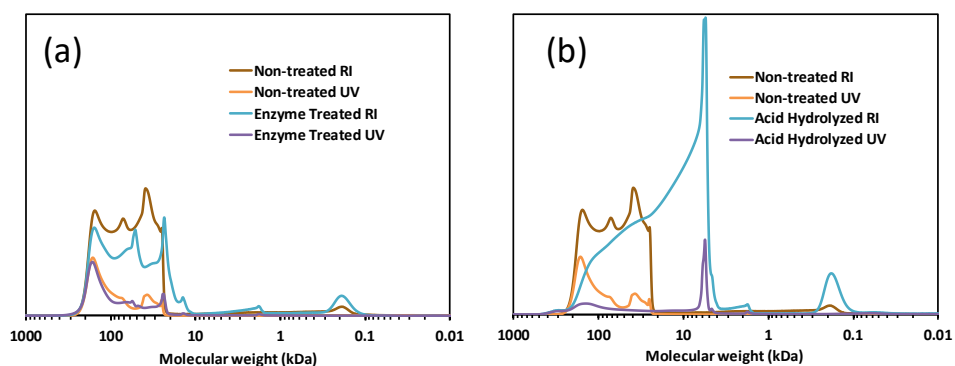 (a)
Non-treated RI
Non-treated UV
Enzyme Treated RI
Enzyme Treated UV
1000 100 10 1 0.1 0.01
Molecular weight (kDa)
(b)
Non-treated RI
Non-treated UV
Acid Hydrolyzed RI
Acid Hydrolyzed UV
1000 100 10 1 0.1 0.01
Molecular weight (kDa)